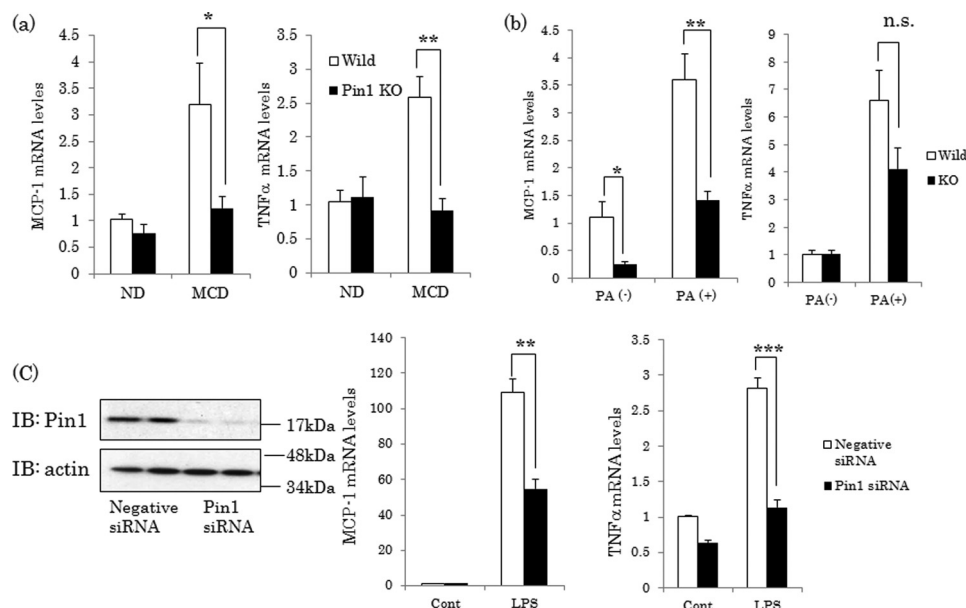 (a)
MCP-1 mRNA levles
4.5
4
3.5
3
2.5
2
1.5
1
0.5
0
*
ND
MCD
TNFα mRNA levels
3.5
3
2.5
2
1.5
1
0.5
0
**
Wild
Pin1 KO
ND
MCD
(b)
MCP-1 mRNA levels
4.5
4
3.5
3
2.5
2
1.5
1
0.5
0
*
**
PA (-)
PA (+)
TNFα mRNA levels
9
8
7
6
5
4
3
2
1
0
n.s.
Wild
KO
PA(-)
PA(+)
(C)
IB: Pin1
17kDa
IB: actin
48kDa
34kDa
Negative siRNA
Pin1 siRNA
MCP-1 mRNA levels
140
120
100
80
60
40
20
0
**
Cont
LPS
TNFα mRNA levels
3.5
3
2.5
2
1.5
1
0.5
0
***
Negative siRNA
Pin1 siRNA
Cont
LPS